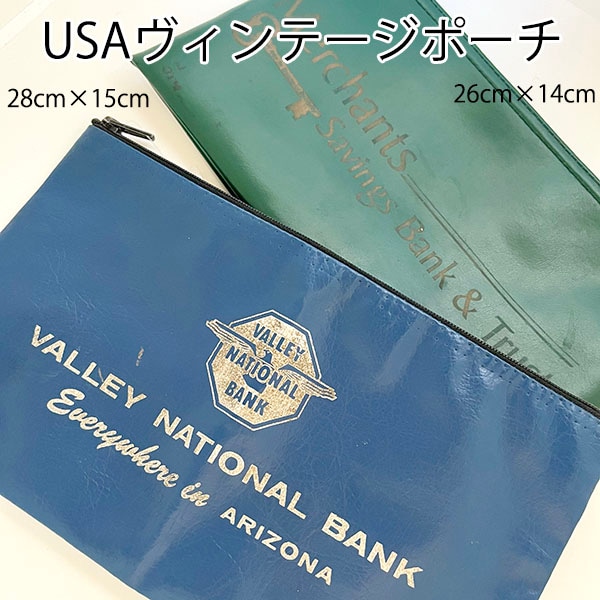 USAヴィンテージポーチ
28cm×15cm
26cm×14cm
Merchants
Savings Bank & Trust
VALLEY
NATIONAL
BANK
VALLEY NATIONAL BANK
Everywhere in ARIZONA